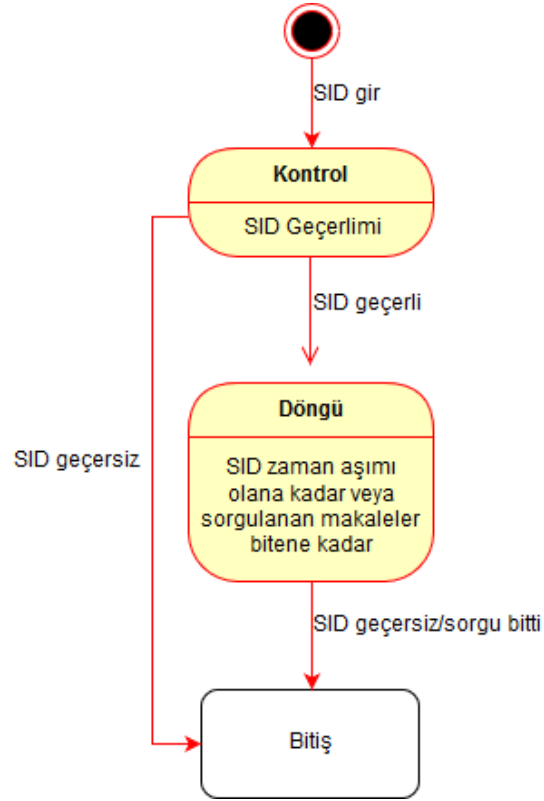 SID gir
Kontrol
SID Geçerlimi
SID geçerli
Döngü
SID geçersiz
SID zaman aşımı
olana kadar veya
sorgulanan makaleler
bitene kadar
SID geçersiz/sorgu bitti
Bitiş